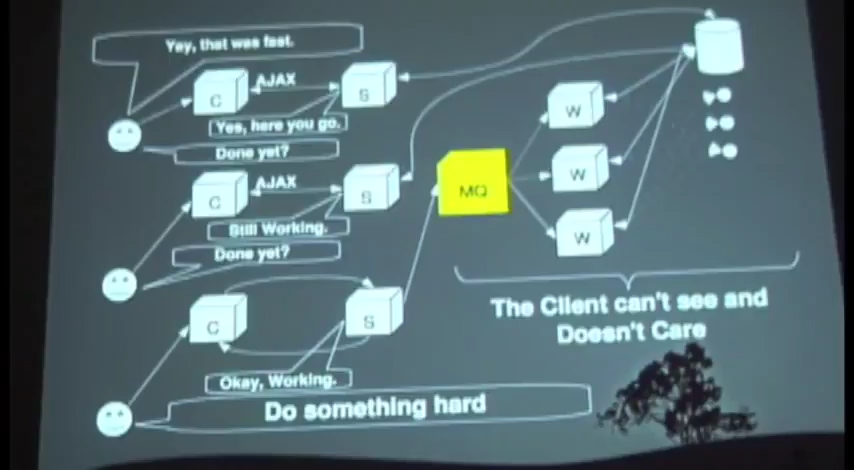 Yey, that was fast.
C
AJAX
S
Yes, here you go.
Done yet?
C
AJAX
S
Still Working.
Done yet?
C
S
Okay, Working.
Do something hard
MQ
W
W
W
The Client can't see and
Doesn't Care